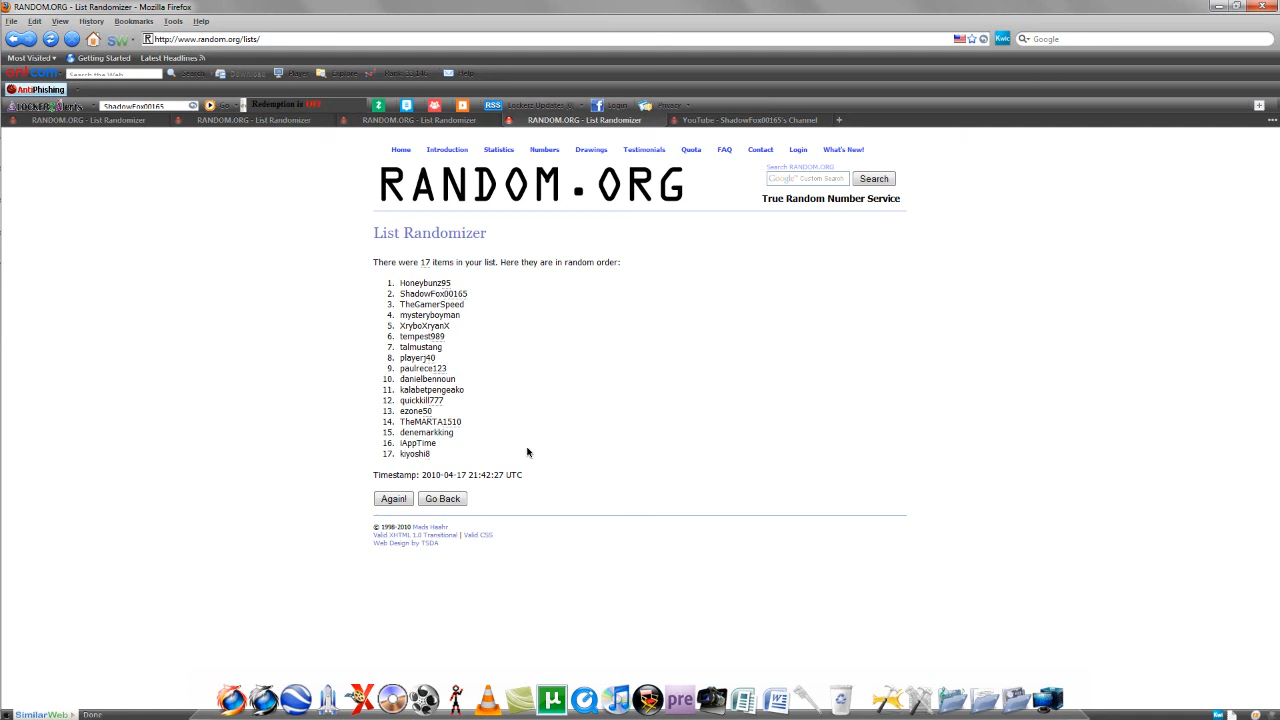 RANDOM.ORG - List Randomizer - Mozilla Firefox
File Edit View History Bookmarks Tools Help
http://www.random.org/lists/
Kwic
Google
Most Visited Getting Started Latest Headlines
Search the Web Search Player Explore Help
AntiPhishing
ShadowFox00165 Go Redemption is RSS Lockerz Updates Login Privacy
RANDOM.ORG - List Randomizer RANDOM.ORG - List Randomizer RANDOM.ORG - List Randomizer RANDOM.ORG - List Randomizer YouTube - ShadowFox00165's Channel
Home Introduction Statistics Numbers Drawings Testimonials Quota FAQ Contact Login What's New!
RANDOM.ORG
Search RANDOM.ORG
Google™ Custom Search Search
True Random Number Service
List Randomizer
There were 17 items in your list. Here they are in random order:
1. Honeybunz95
2. ShadowFox00165
3. TheGamerSpeed
4. mysteryboyman
5. XryboXryanX
6. tempest989
7. talmustang
8. playerj40
9. paulrece123
10. danielbennoun
11. kalabetpengeako
12. quickkill777
13. ezone50
14. TheMARTA1510
15. denemarkking
16. iAppTime
17. kiyoshi8
Timestamp: 2010-04-17 21:42:27 UTC
Again! Go Back
© 1998-2010 Mads Haahr
Valid XHTML 1.0 Transitional | Valid CSS
Web Design by TSDA
pre
SimilarWeb Done